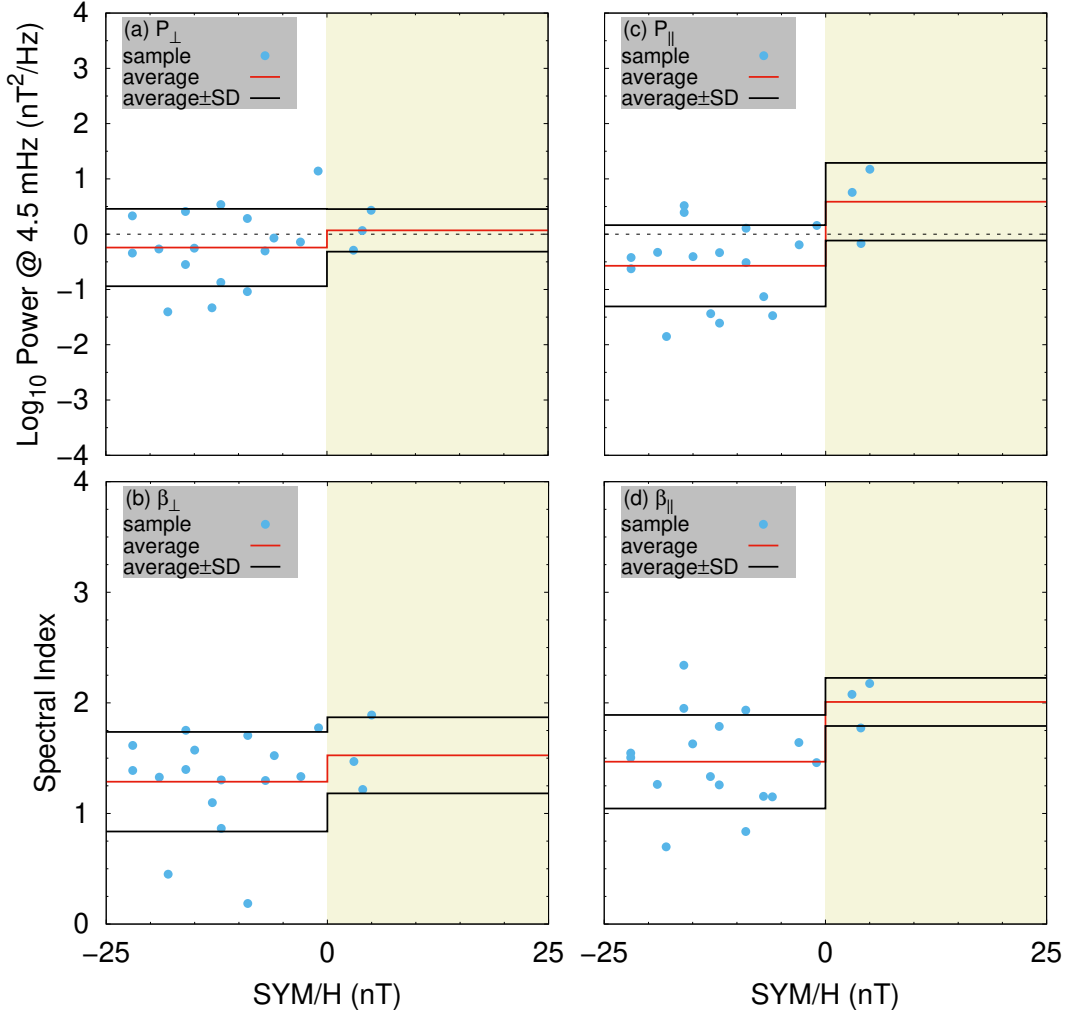 (a) P⊥
sample
average
average±SD
4
3
2
1
0
−1
−2
−3
−4
Log10 Power @ 4.5 mHz (nT2/Hz)
(c) P||
sample
average
average±SD
(b) β⊥
sample
average
average±SD
4
3
2
1
0
Spectral Index
−25
0
25
SYM/H (nT)
(d) β||
sample
average
average±SD
−25
0
25
SYM/H (nT)